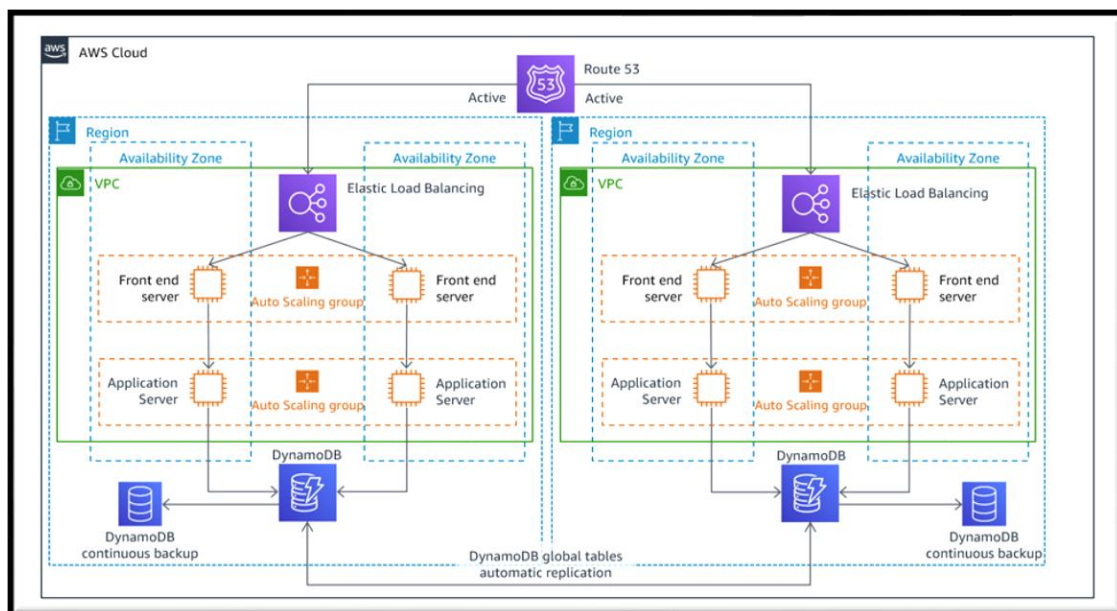 aws
AWS Cloud
53
Route 53
Active
Active
Region
Availability Zone
Availability Zone
VPC
Elastic Load Balancing
Front end
server
Auto Scaling group
Front end
server
Application
Server
Auto Scaling group
Application
Server
DynamoDB
DynamoDB
continuous backup
Region
Availability Zone
Availability Zone
VPC
Elastic Load Balancing
Front end
server
Auto Scaling group
Front end
server
Application
Server
Auto Scaling group
Application
Server
DynamoDB
DynamoDB
continuous backup
DynamoDB global tables
automatic replication